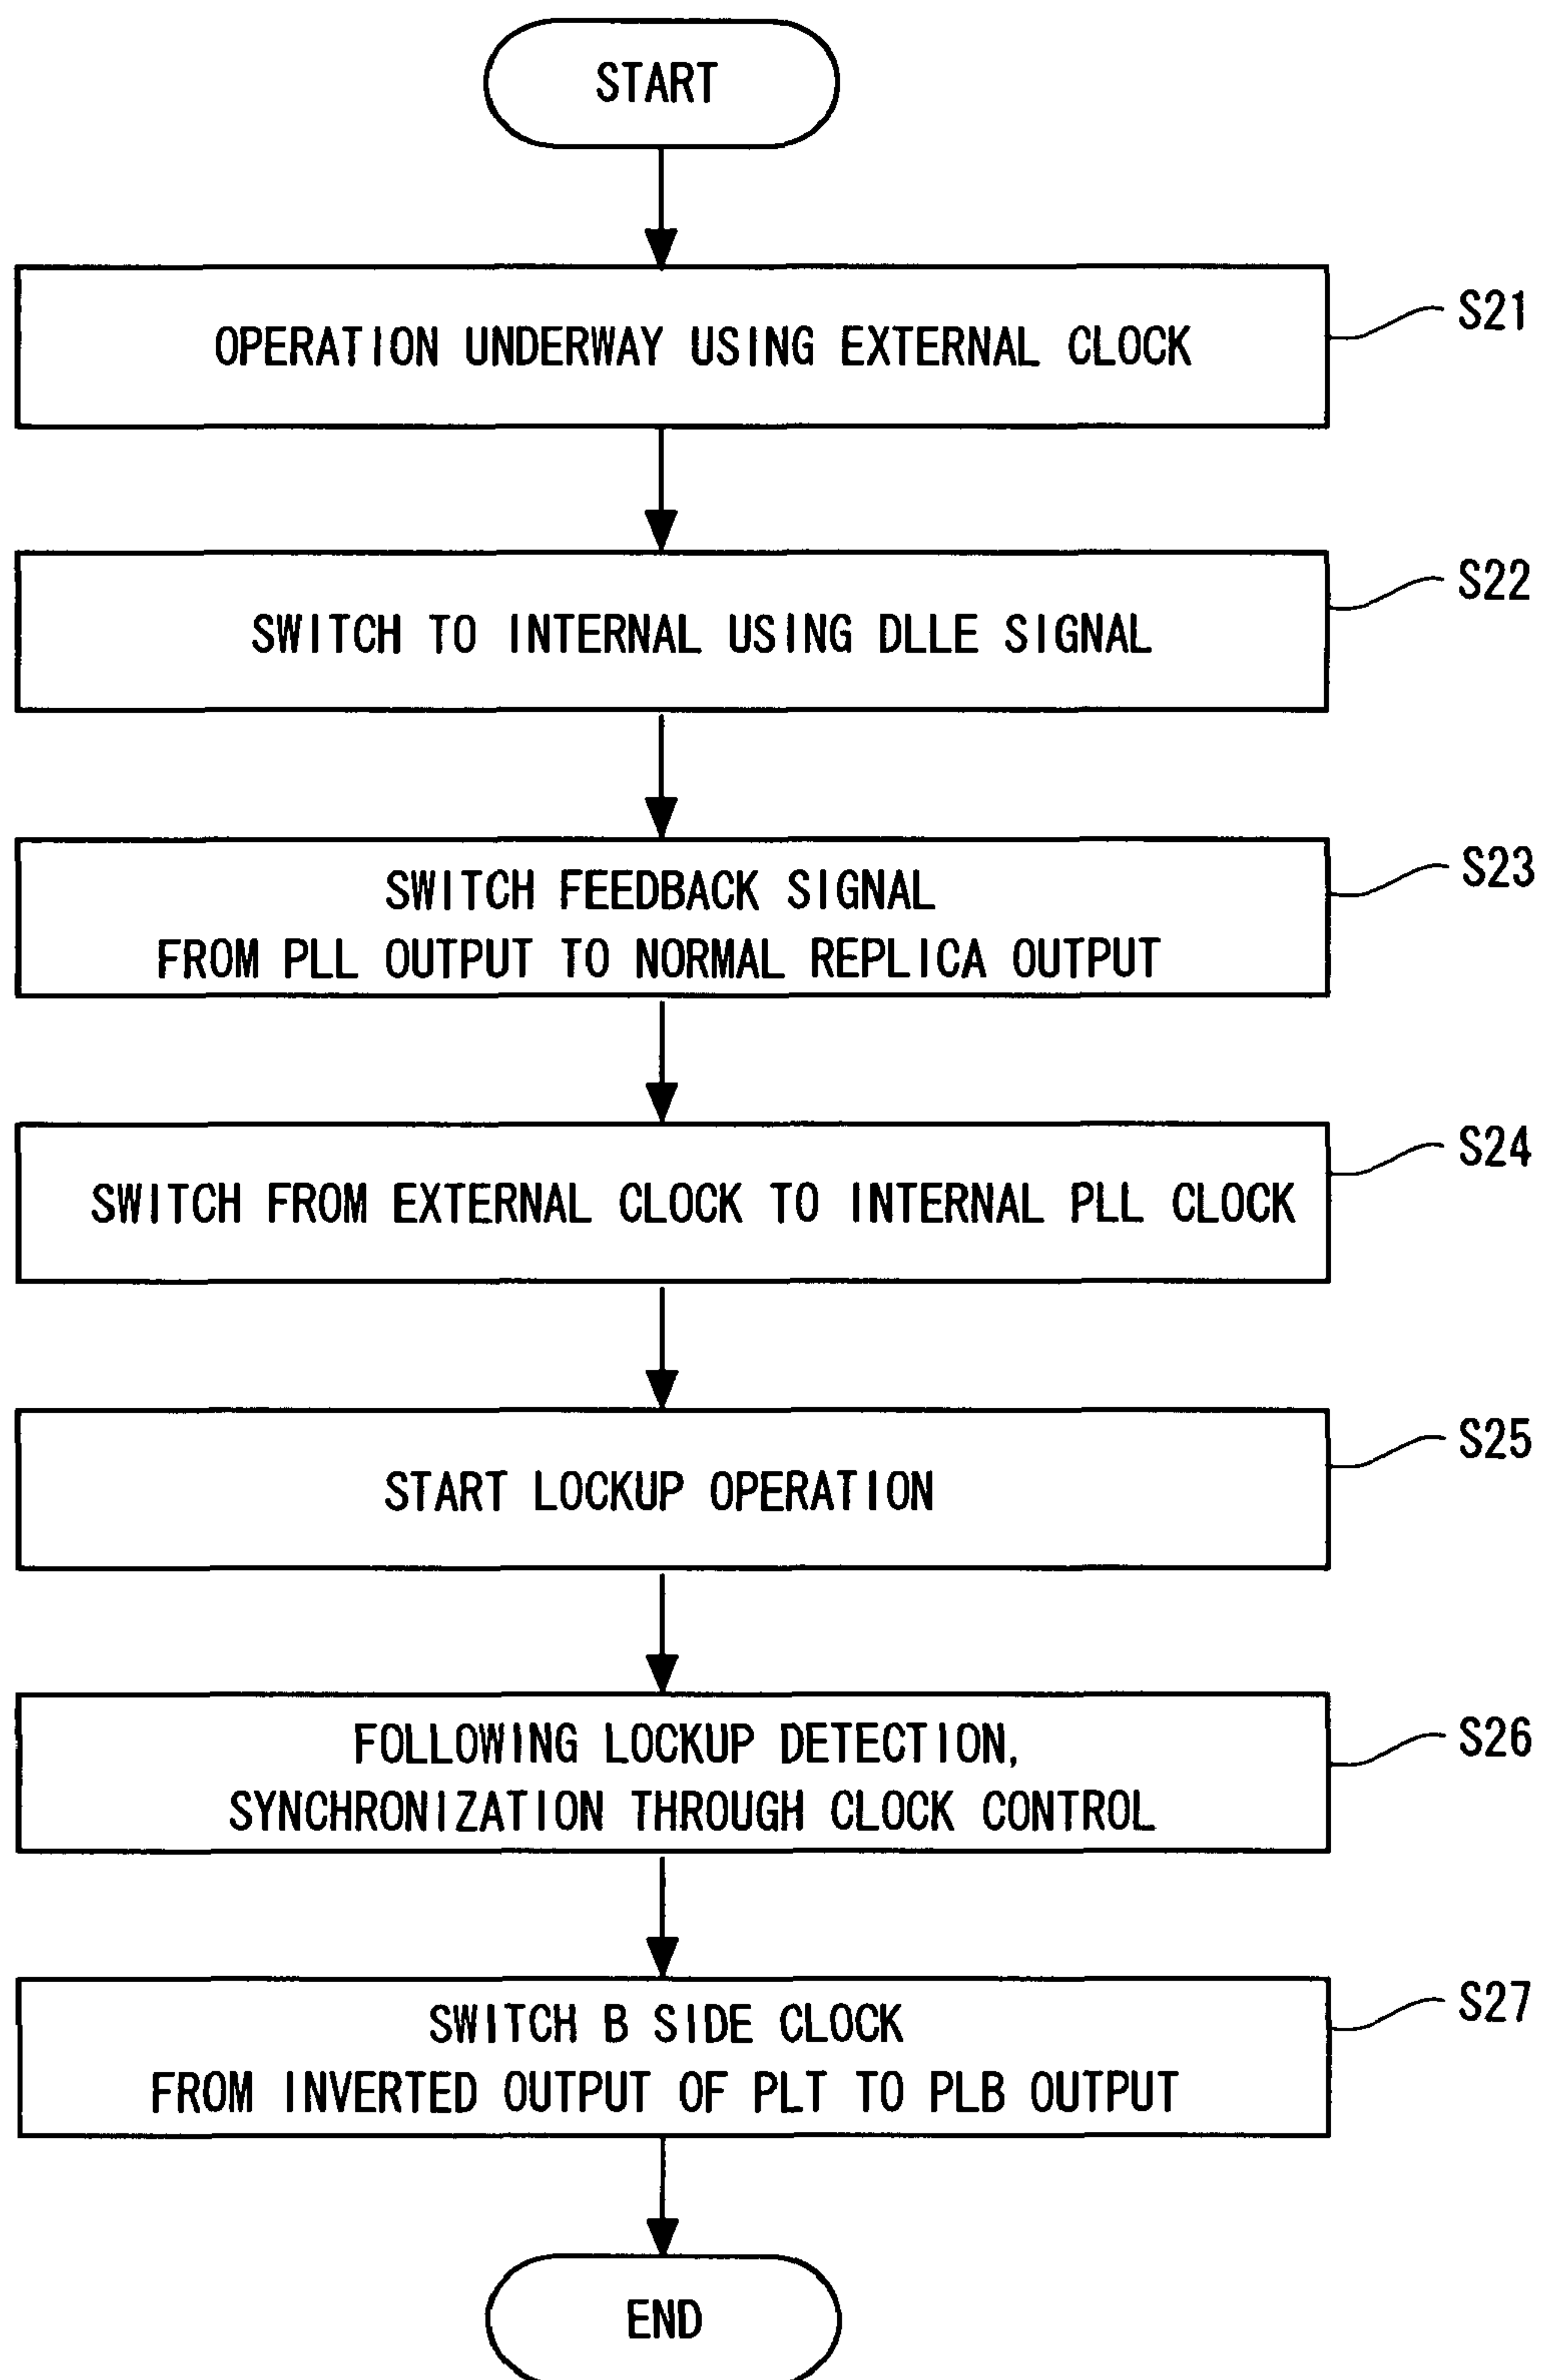 START
OPERATION UNDERWAY USING EXTERNAL CLOCK
S21
SWITCH TO INTERNAL USING DLLE SIGNAL
S22
SWITCH FEEDBACK SIGNAL
FROM PLL OUTPUT TO NORMAL REPLICA OUTPUT
S23
SWITCH FROM EXTERNAL CLOCK TO INTERNAL PLL CLOCK
S24
START LOCKUP OPERATION
S25
FOLLOWING LOCKUP DETECTION,
SYNCHRONIZATION THROUGH CLOCK CONTROL
S26
SWITCH B SIDE CLOCK
FROM INVERTED OUTPUT OF PLT TO PLB OUTPUT
S27
END